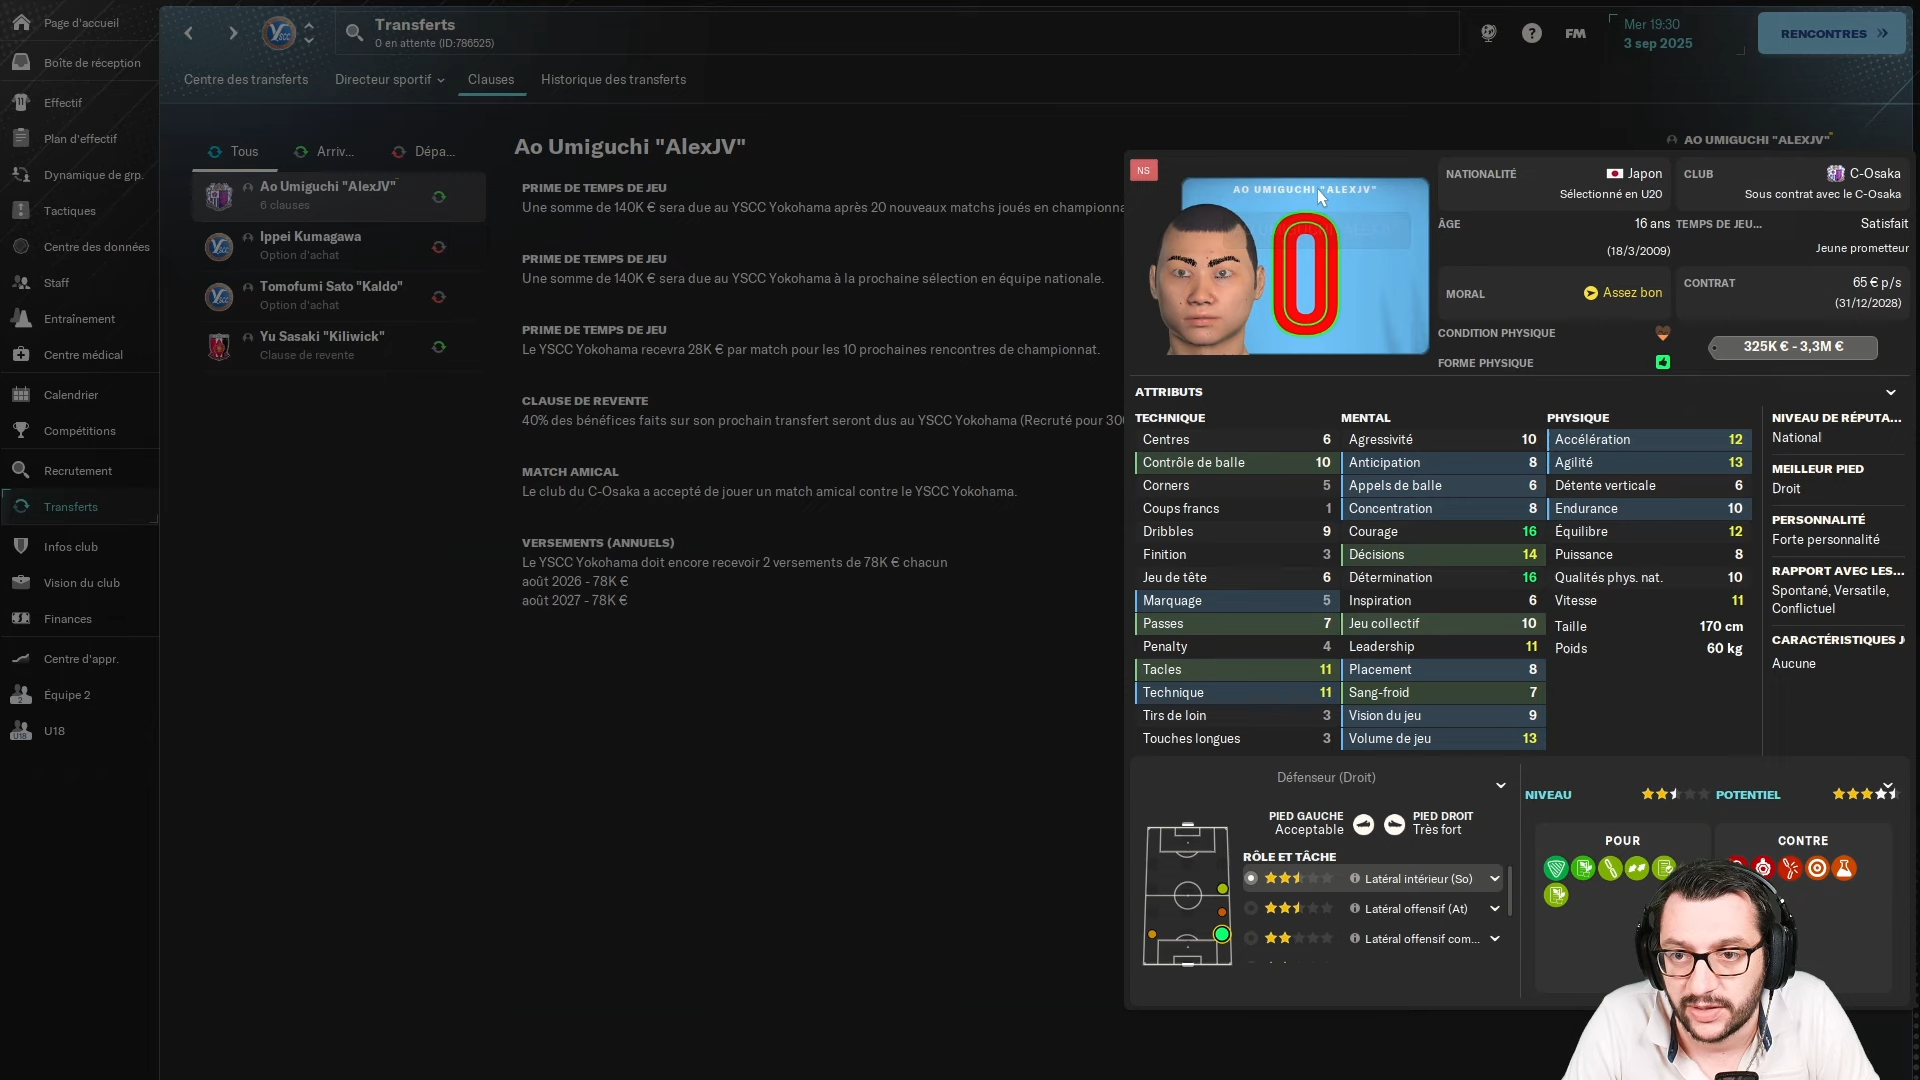 Page d'accueil
Boîte de réception
Effectif
Plan d'effectif
Dynamique de grp.
Tactiques
Centre des données
Staff
Entraînement
Centre médical
Calendrier
Compétitions
Recrutement
Transferts
Infos club
Vision du club
Finances
Centre d'appr.
Équipe 2
U18
Transferts
0 en attente (ID:786525)
FM
Mer 19:30
3 sep 2025
RENCONTRES
Centre des transferts
Directeur sportif
Clauses
Historique des transferts
Tous
Arriv...
Dépa...
Ao Umiguchi "AlexJV"
6 clauses
Ippei Kumagawa
Option d'achat
Tomofumi Sato "Kaldo"
Option d'achat
Yu Sasaki "Kiliwick"
Clause de revente
Ao Umiguchi "AlexJV"
PRIME DE TEMPS DE JEU
Une somme de 140K € sera due au YSCC Yokohama après 20 nouveaux matchs joués en championna
PRIME DE TEMPS DE JEU
Une somme de 140K € sera due au YSCC Yokohama à la prochaine sélection en équipe nationale.
PRIME DE TEMPS DE JEU
Le YSCC Yokohama recevra 28K € par match pour les 10 prochaines rencontres de championnat.
CLAUSE DE REVENTE
40% des bénéfices faits sur son prochain transfert seront dus au YSCC Yokohama (Recruté pour 30
MATCH AMICAL
Le club du C-Osaka a accepté de jouer un match amical contre le YSCC Yokohama.
VERSEMENTS (ANNUELS)
Le YSCC Yokohama doit encore recevoir 2 versements de 78K € chacun
août 2026 - 78K €
août 2027 - 78K €
AO UMIGUCHI "ALEXJV"
NS
AO UMIGUCHI "ALEXJV"
0
NATIONALITÉ
Japon
Sélectionné en U20
CLUB
C-Osaka
Sous contrat avec le C-Osaka
ÂGE
16 ans
(18/3/2009)
TEMPS DE JEU...
Satisfait
Jeune prometteur
MORAL
Assez bon
CONTRAT
65 € p/s
(31/12/2028)
CONDITION PHYSIQUE
FORME PHYSIQUE
325K € - 3,3M €
ATTRIBUTS
TECHNIQUE
Centres 6
Contrôle de balle 10
Corners 5
Coups francs 1
Dribbles 9
Finition 3
Jeu de tête 6
Marquage 5
Passes 7
Penalty 4
Tacles 11
Technique 11
Tirs de loin 3
Touches longues 3
MENTAL
Agressivité 10
Anticipation 8
Appels de balle 6
Concentration 8
Courage 16
Décisions 14
Détermination 16
Inspiration 6
Jeu collectif 10
Leadership 11
Placement 8
Sang-froid 7
Vision du jeu 9
Volume de jeu 13
PHYSIQUE
Accélération 12
Agilité 13
Détente verticale 6
Endurance 10
Équilibre 12
Puissance 8
Qualités phys. nat. 10
Vitesse 11
Taille 170 cm
Poids 60 kg
NIVEAU DE RÉPUTA...
National
MEILLEUR PIED
Droit
PERSONNALITÉ
Forte personnalité
RAPPORT AVEC LES...
Spontané, Versatile,
Conflictuel
CARACTÉRISTIQUES J
Aucune
Défenseur (Droit)
PIED GAUCHE
Acceptable
PIED DROIT
Très fort
RÔLE ET TÂCHE
Latéral intérieur (So)
Latéral offensif (At)
Latéral offensif com...
NIVEAU
POTENTIEL
POUR
CONTRE